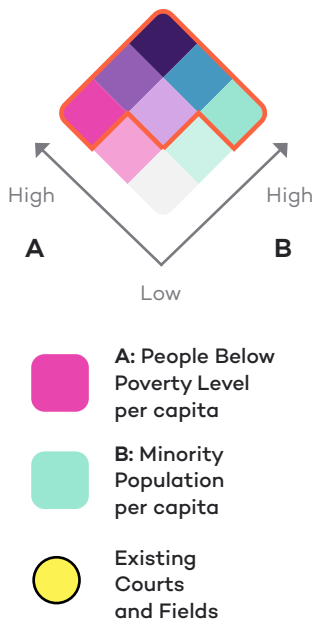 High
High
A
B
Low
A: People Below
Poverty Level
per capita
B: Minority
Population
per capita
Existing
Courts
and Fields